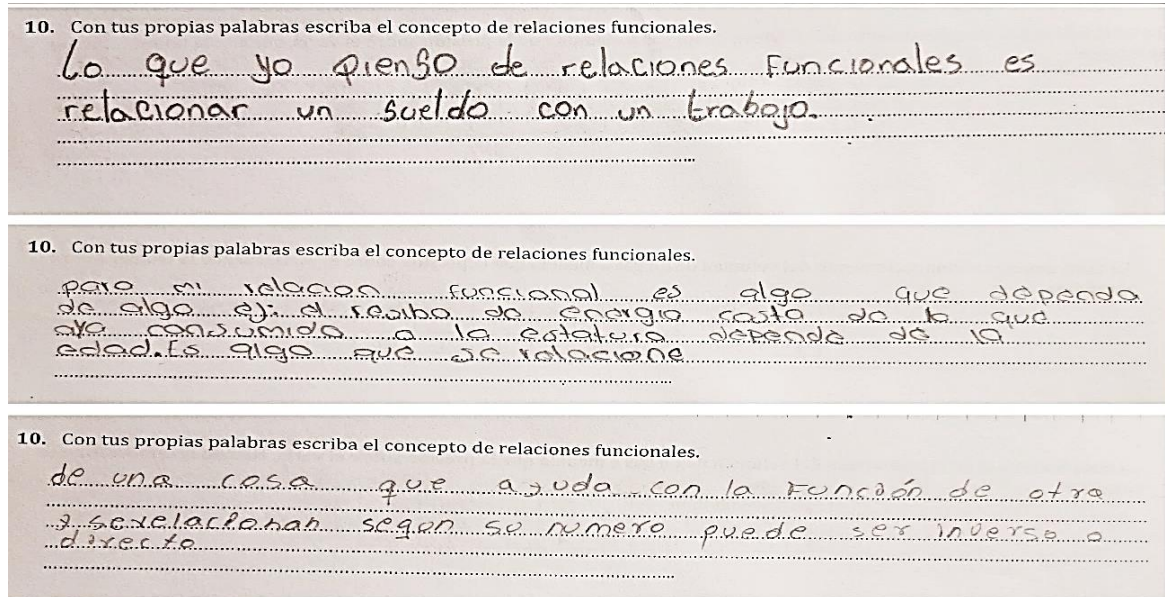 10. Con tus propias palabras escriba el concepto de relaciones funcionales.
Lo que yo pienso de relaciones funcionales es
relacionar un sueldo con un trabajo.
10. Con tus propias palabras escriba el concepto de relaciones funcionales.
para mi relacion funcional es algo que dependa
de algo ej: el recibo de energia casta de lo que
aya consumido o la estatura depende de la
edad. Es algo que se relacione
10. Con tus propias palabras escriba el concepto de relaciones funcionales.
de una cosa que ayuda con la Función de otra
y se relacionan segun so numero puede ser inverso o
directo